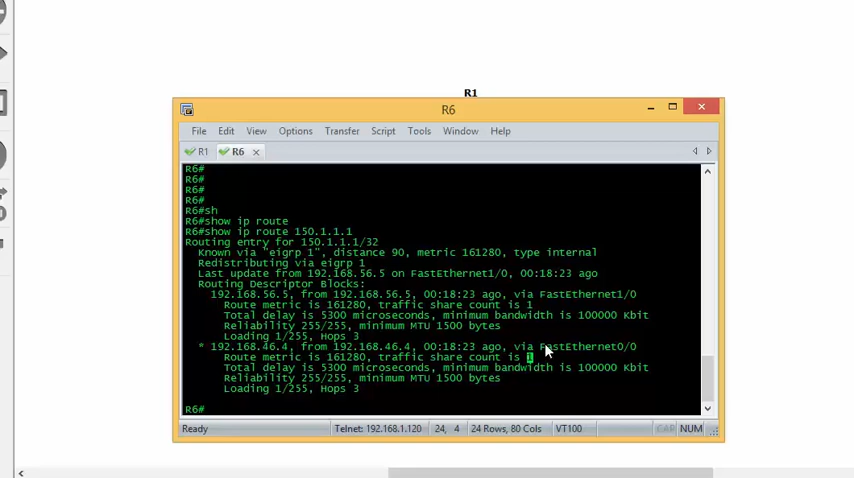 R1
R6
File Edit View Options Transfer Script Tools Window Help
R1 R6
R6#
R6#
R6#
R6#
R6#sh
R6#show ip route
R6#show ip route 150.1.1.1
Routing entry for 150.1.1.1/32
Known via "eigrp 1", distance 90, metric 161280, type internal
Redistributing via eigrp 1
Last update from 192.168.56.5 on FastEthernet1/0, 00:18:23 ago
Routing Descriptor Blocks:
192.168.56.5, from 192.168.56.5, 00:18:23 ago, via FastEthernet1/0
Route metric is 161280, traffic share count is 1
Total delay is 5300 microseconds, minimum bandwidth is 100000 Kbit
Reliability 255/255, minimum MTU 1500 bytes
Loading 1/255, Hops 3
* 192.168.46.4, from 192.168.46.4, 00:18:23 ago, via FastEthernet0/0
Route metric is 161280, traffic share count is 1
Total delay is 5300 microseconds, minimum bandwidth is 100000 Kbit
Reliability 255/255, minimum MTU 1500 bytes
Loading 1/255, Hops 3
R6#
Ready Telnet: 192.168.1.120 24, 4 24 Rows, 80 Cols VT100 CAP NUM